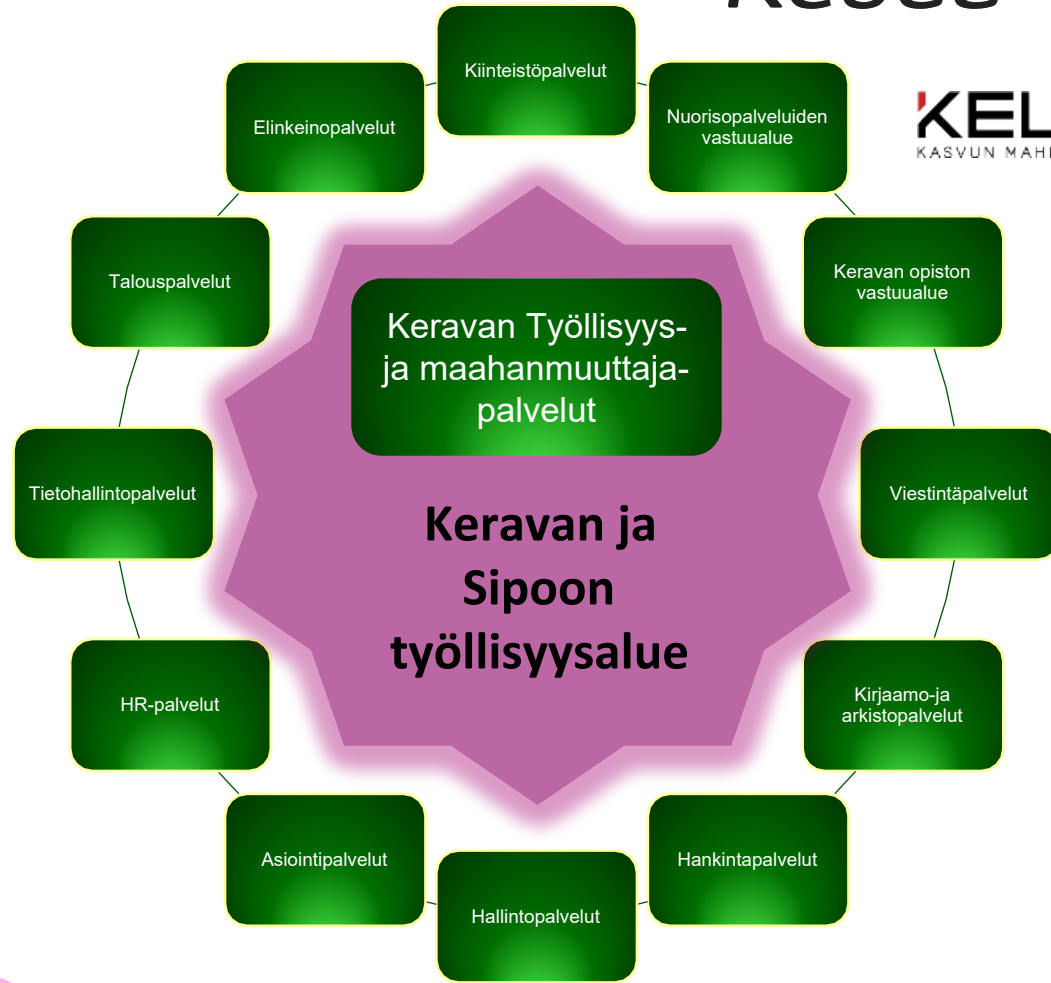 Kiinteistöpalvelut
Nuorisopalveluiden
vastuualue
Keravan opiston
vastuualue
Viestintäpalvelut
Kirjaamo-ja
arkistopalvelut
Hankintapalvelut
Hallintopalvelut
Asiointipalvelut
HR-palvelut
Tietohallintopalvelut
Talouspalvelut
Elinkeinopalvelut
Keravan Työllisyys-
ja maahanmuuttaja-
palvelut
Keravan ja
Sipoon
työllisyysalue
KEL
KASVUN MAH